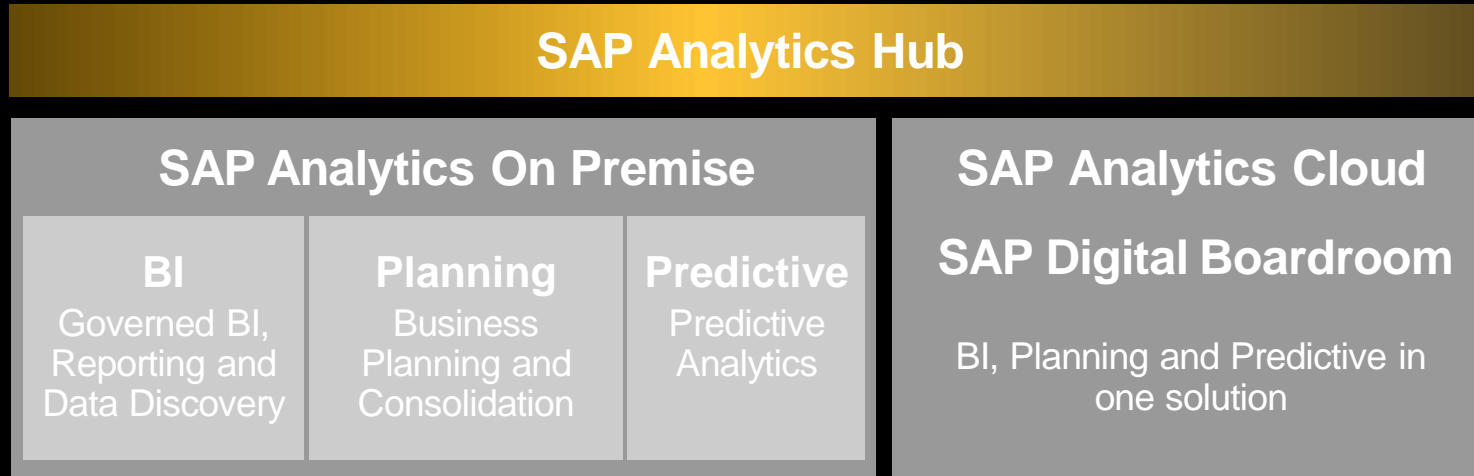 SAP Analytics Hub
SAP Analytics On Premise
BI
Governed BI,
Reporting and
Data Discovery
Planning
Business
Planning and
Consolidation
Predictive
Predictive
Analytics
SAP Analytics Cloud
SAP Digital Boardroom
BI, Planning and Predictive in
one solution